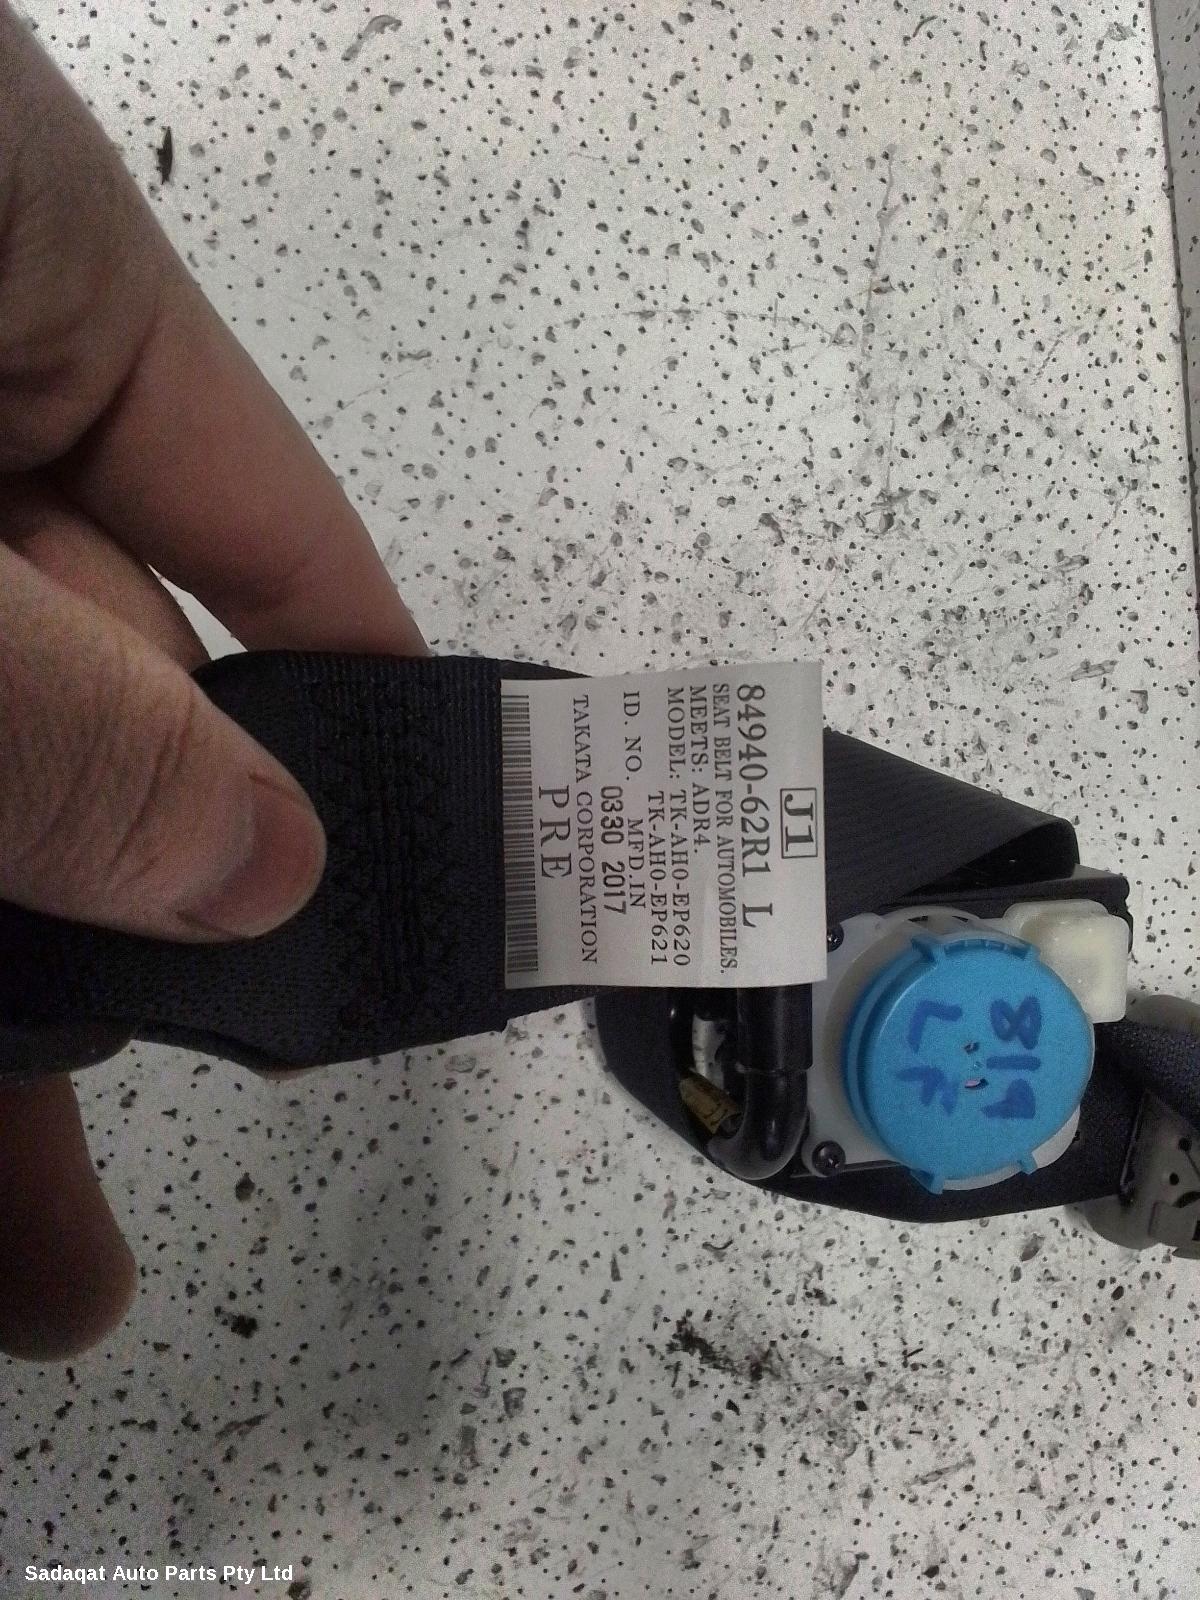 J1
84940-62R1 L
SEAT BELT FOR AUTOMOBILES.
MEETS: ADR4.
MODEL: TK-AH0-EP620
TK-AH0-EP621
ID. NO. MFD.IN
0330 2017
TAKATA CORPORATION
PRE
819
LF
Sadaqat Auto Parts Pty Ltd